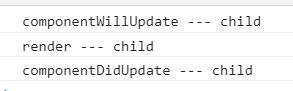 componentWillUpdate --- child
render --- child
componentDidUpdate --- child